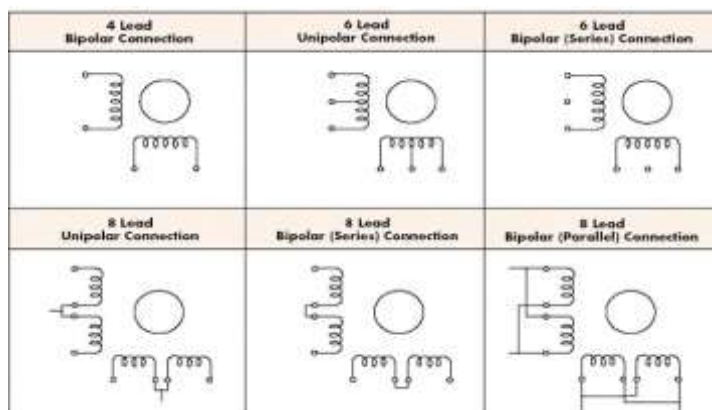 4 Lead
Bipolar Connection
6 Lead
Unipolar Connection
6 Lead
Bipolar (Series) Connection
8 Lead
Unipolar Connection
8 Lead
Bipolar (Series) Connection
8 Lead
Bipolar (Parallel) Connection